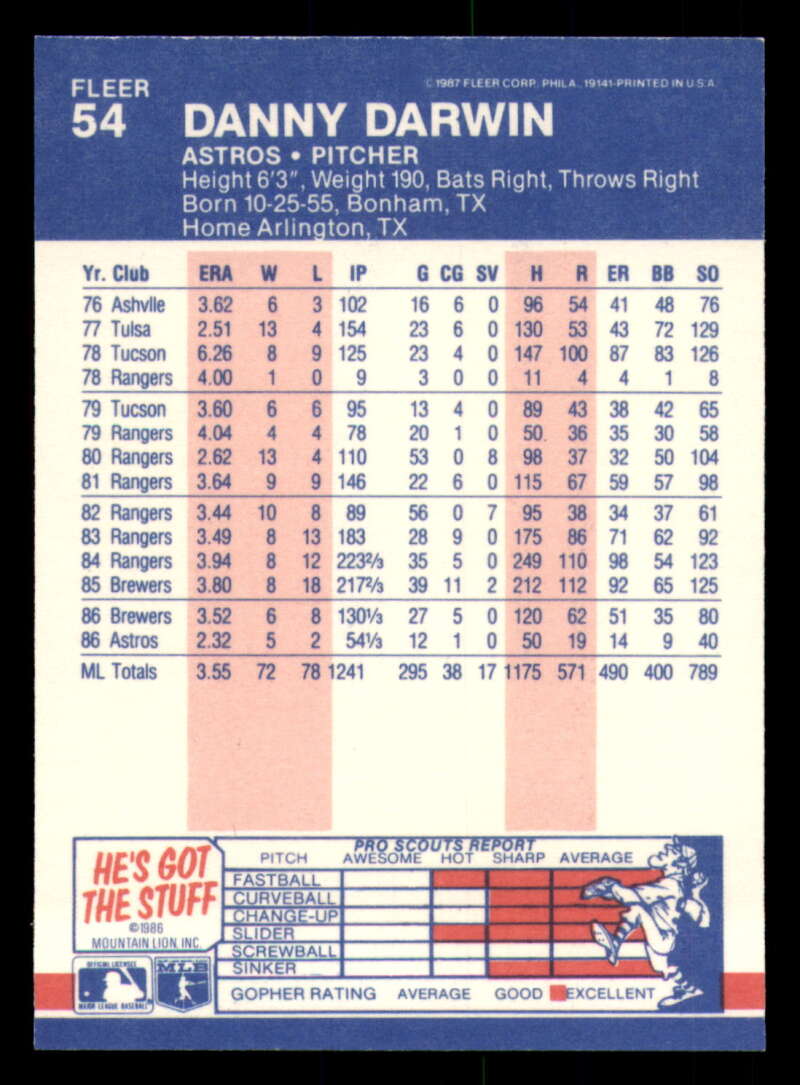 FLEER
©1987 FLEER CORP. PHILA., 19141-PRINTED IN U.S.A.
54 DANNY DARWIN
ASTROS • PITCHER
Height 6'3", Weight 190, Bats Right, Throws Right
Born 10-25-55, Bonham, TX
Home Arlington, TX
Yr. Club ERA W L IP G CG SV H R ER BB SO
76 Ashvlle 3.62 6 3 102 16 6 0 96 54 41 48 76
77 Tulsa 2.51 13 4 154 23 6 0 130 53 43 72 129
78 Tucson 6.26 8 9 125 23 4 0 147 100 87 83 126
78 Rangers 4.00 1 0 9 3 0 0 11 4 4 1 8
79 Tucson 3.60 6 6 95 13 4 0 89 43 38 42 65
79 Rangers 4.04 4 4 78 20 1 0 50 36 35 30 58
80 Rangers 2.62 13 4 110 53 0 8 98 37 32 50 104
81 Rangers 3.64 9 9 146 22 6 0 115 67 59 57 98
82 Rangers 3.44 10 8 89 56 0 7 95 38 34 37 61
83 Rangers 3.49 8 13 183 28 9 0 175 86 71 62 92
84 Rangers 3.94 8 12 223⅔ 35 5 0 249 110 98 54 123
85 Brewers 3.80 8 18 217⅔ 39 11 2 212 112 92 65 125
86 Brewers 3.52 6 8 130⅓ 27 5 0 120 62 51 35 80
86 Astros 2.32 5 2 54⅓ 12 1 0 50 19 14 9 40
ML Totals 3.55 72 78 1241 295 38 17 1175 571 490 400 789
HE'S GOT
THE STUFF
©1986
MOUNTAIN LION, INC.
PRO SCOUTS REPORT
PITCH AWESOME HOT SHARP AVERAGE
FASTBALL
CURVEBALL
CHANGE-UP
SLIDER
SCREWBALL
SINKER
OFFICIAL LICENSEE
MAJOR LEAGUE BASEBALL
MLB
GOPHER RATING AVERAGE GOOD EXCELLENT